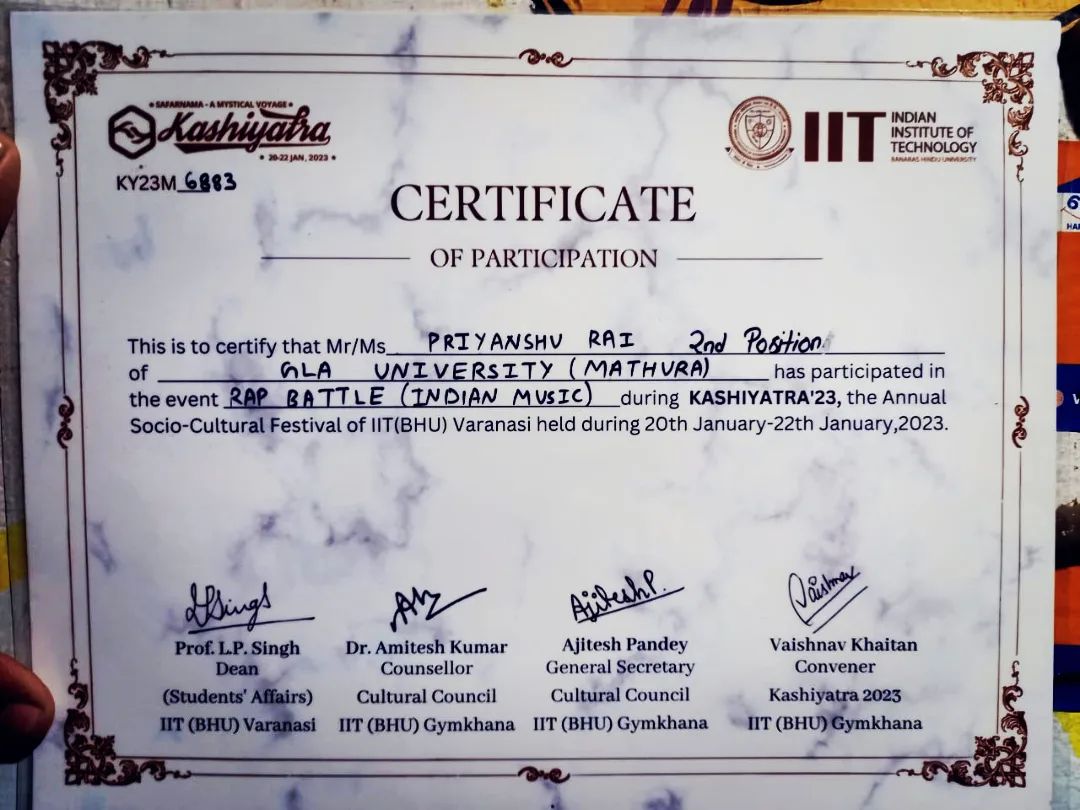 • SAFARNAMA - A MYSTICAL VOYAGE •
Kashiyatra
• 20-22 JAN, 2023 •
KY23M 6883
IIT
INDIAN
INSTITUTE OF
TECHNOLOGY
BANARAS HINDU UNIVERSITY
CERTIFICATE
OF PARTICIPATION
This is to certify that Mr/Ms PRIYANSHU RAI 2nd Position
of GLA UNIVERSITY (MATHURA) has participated in
the event RAP BATTLE (INDIAN MUSIC) during KASHIYATRA'23, the Annual
Socio-Cultural Festival of IIT(BHU) Varanasi held during 20th January-22th January,2023.
Prof. L.P. Singh
Dean
(Students' Affairs)
IIT (BHU) Varanasi
Dr. Amitesh Kumar
Counsellor
Cultural Council
IIT (BHU) Gymkhana
Ajitesh P.
Ajitesh Pandey
General Secretary
Cultural Council
IIT (BHU) Gymkhana
Vaishnav
Vaishnav Khaitan
Convener
Kashiyatra 2023
IIT (BHU) Gymkhana